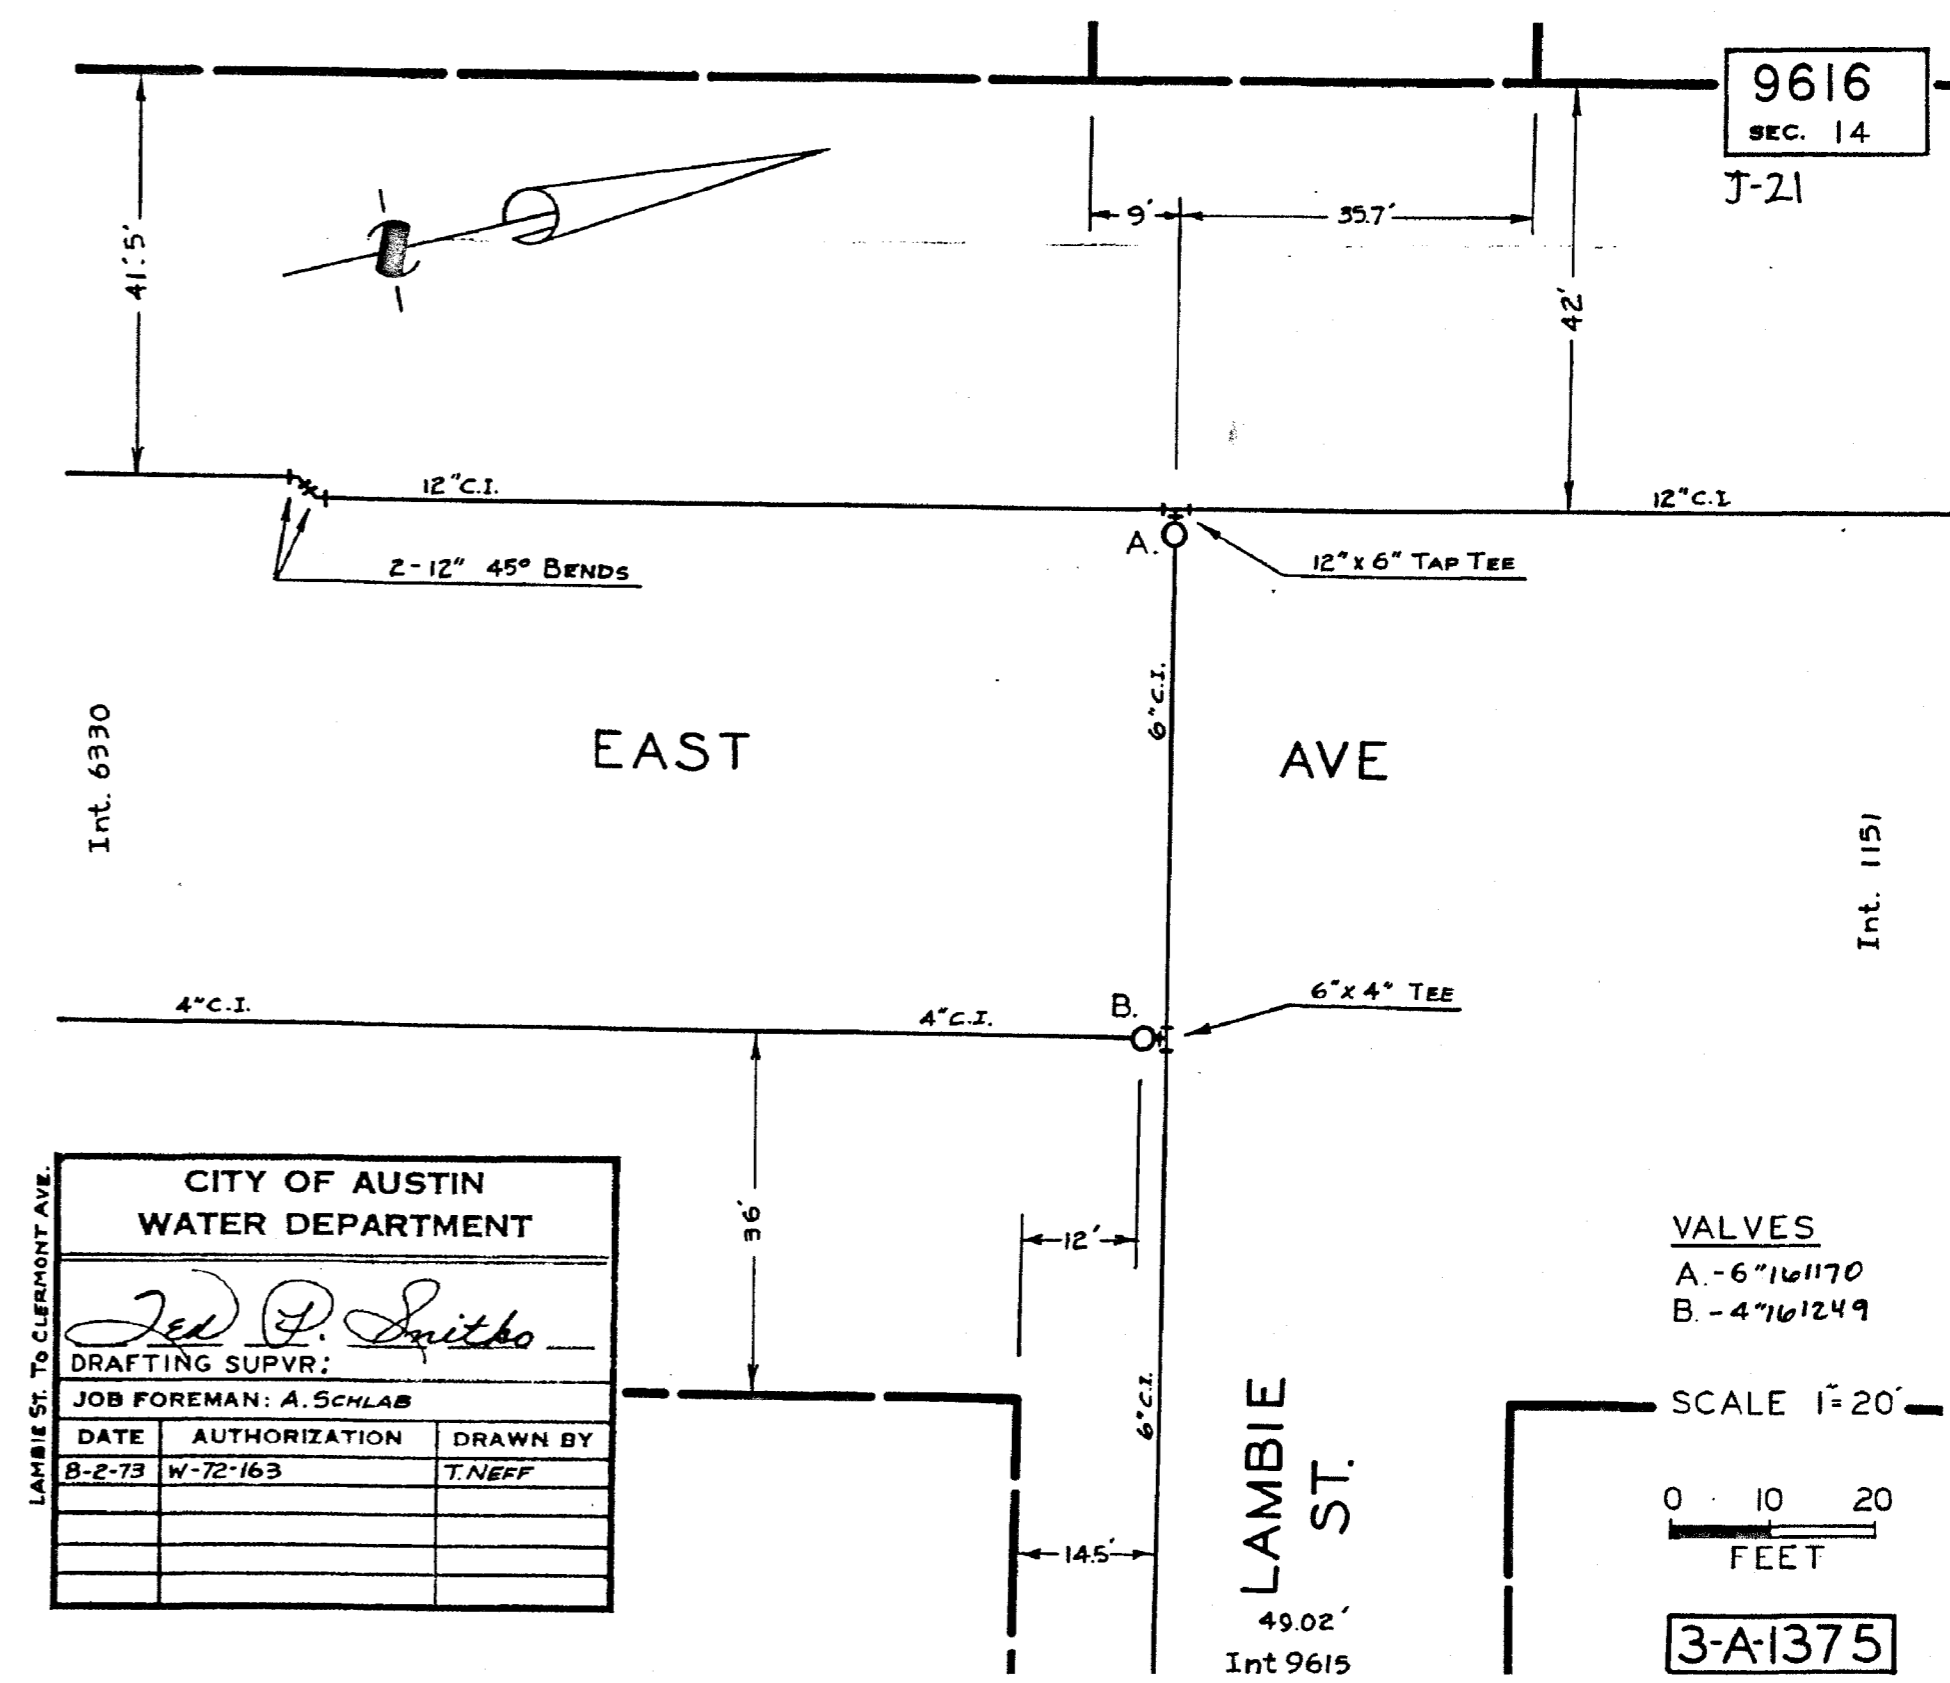 9616
SEC. 14
J-21
9'
35.7'
41.5'
42'
12" C.I.
12" C.I.
A.
2-12" 45° BENDS
12" x 6" TAP TEE
6" C.I.
EAST AVE
Int. 6330
Int. 1151
4" C.I.
4" C.I.
B.
6" x 4" TEE
36'
12'
LAMBIE ST. TO CLERMONT AVE.
CITY OF AUSTIN
WATER DEPARTMENT
Ted P. Snitko
DRAFTING SUPVR:
JOB FOREMAN: A. SCHLAB
DATE AUTHORIZATION DRAWN BY
8-2-73 W-72-163 T. NEFF
VALVES
A.-6" 161170
B.-4" 161249
6" C.I.
14.5'
LAMBIE
ST.
49.02'
Int 9615
SCALE 1"=20'
0 10 20
FEET
3-A-1375